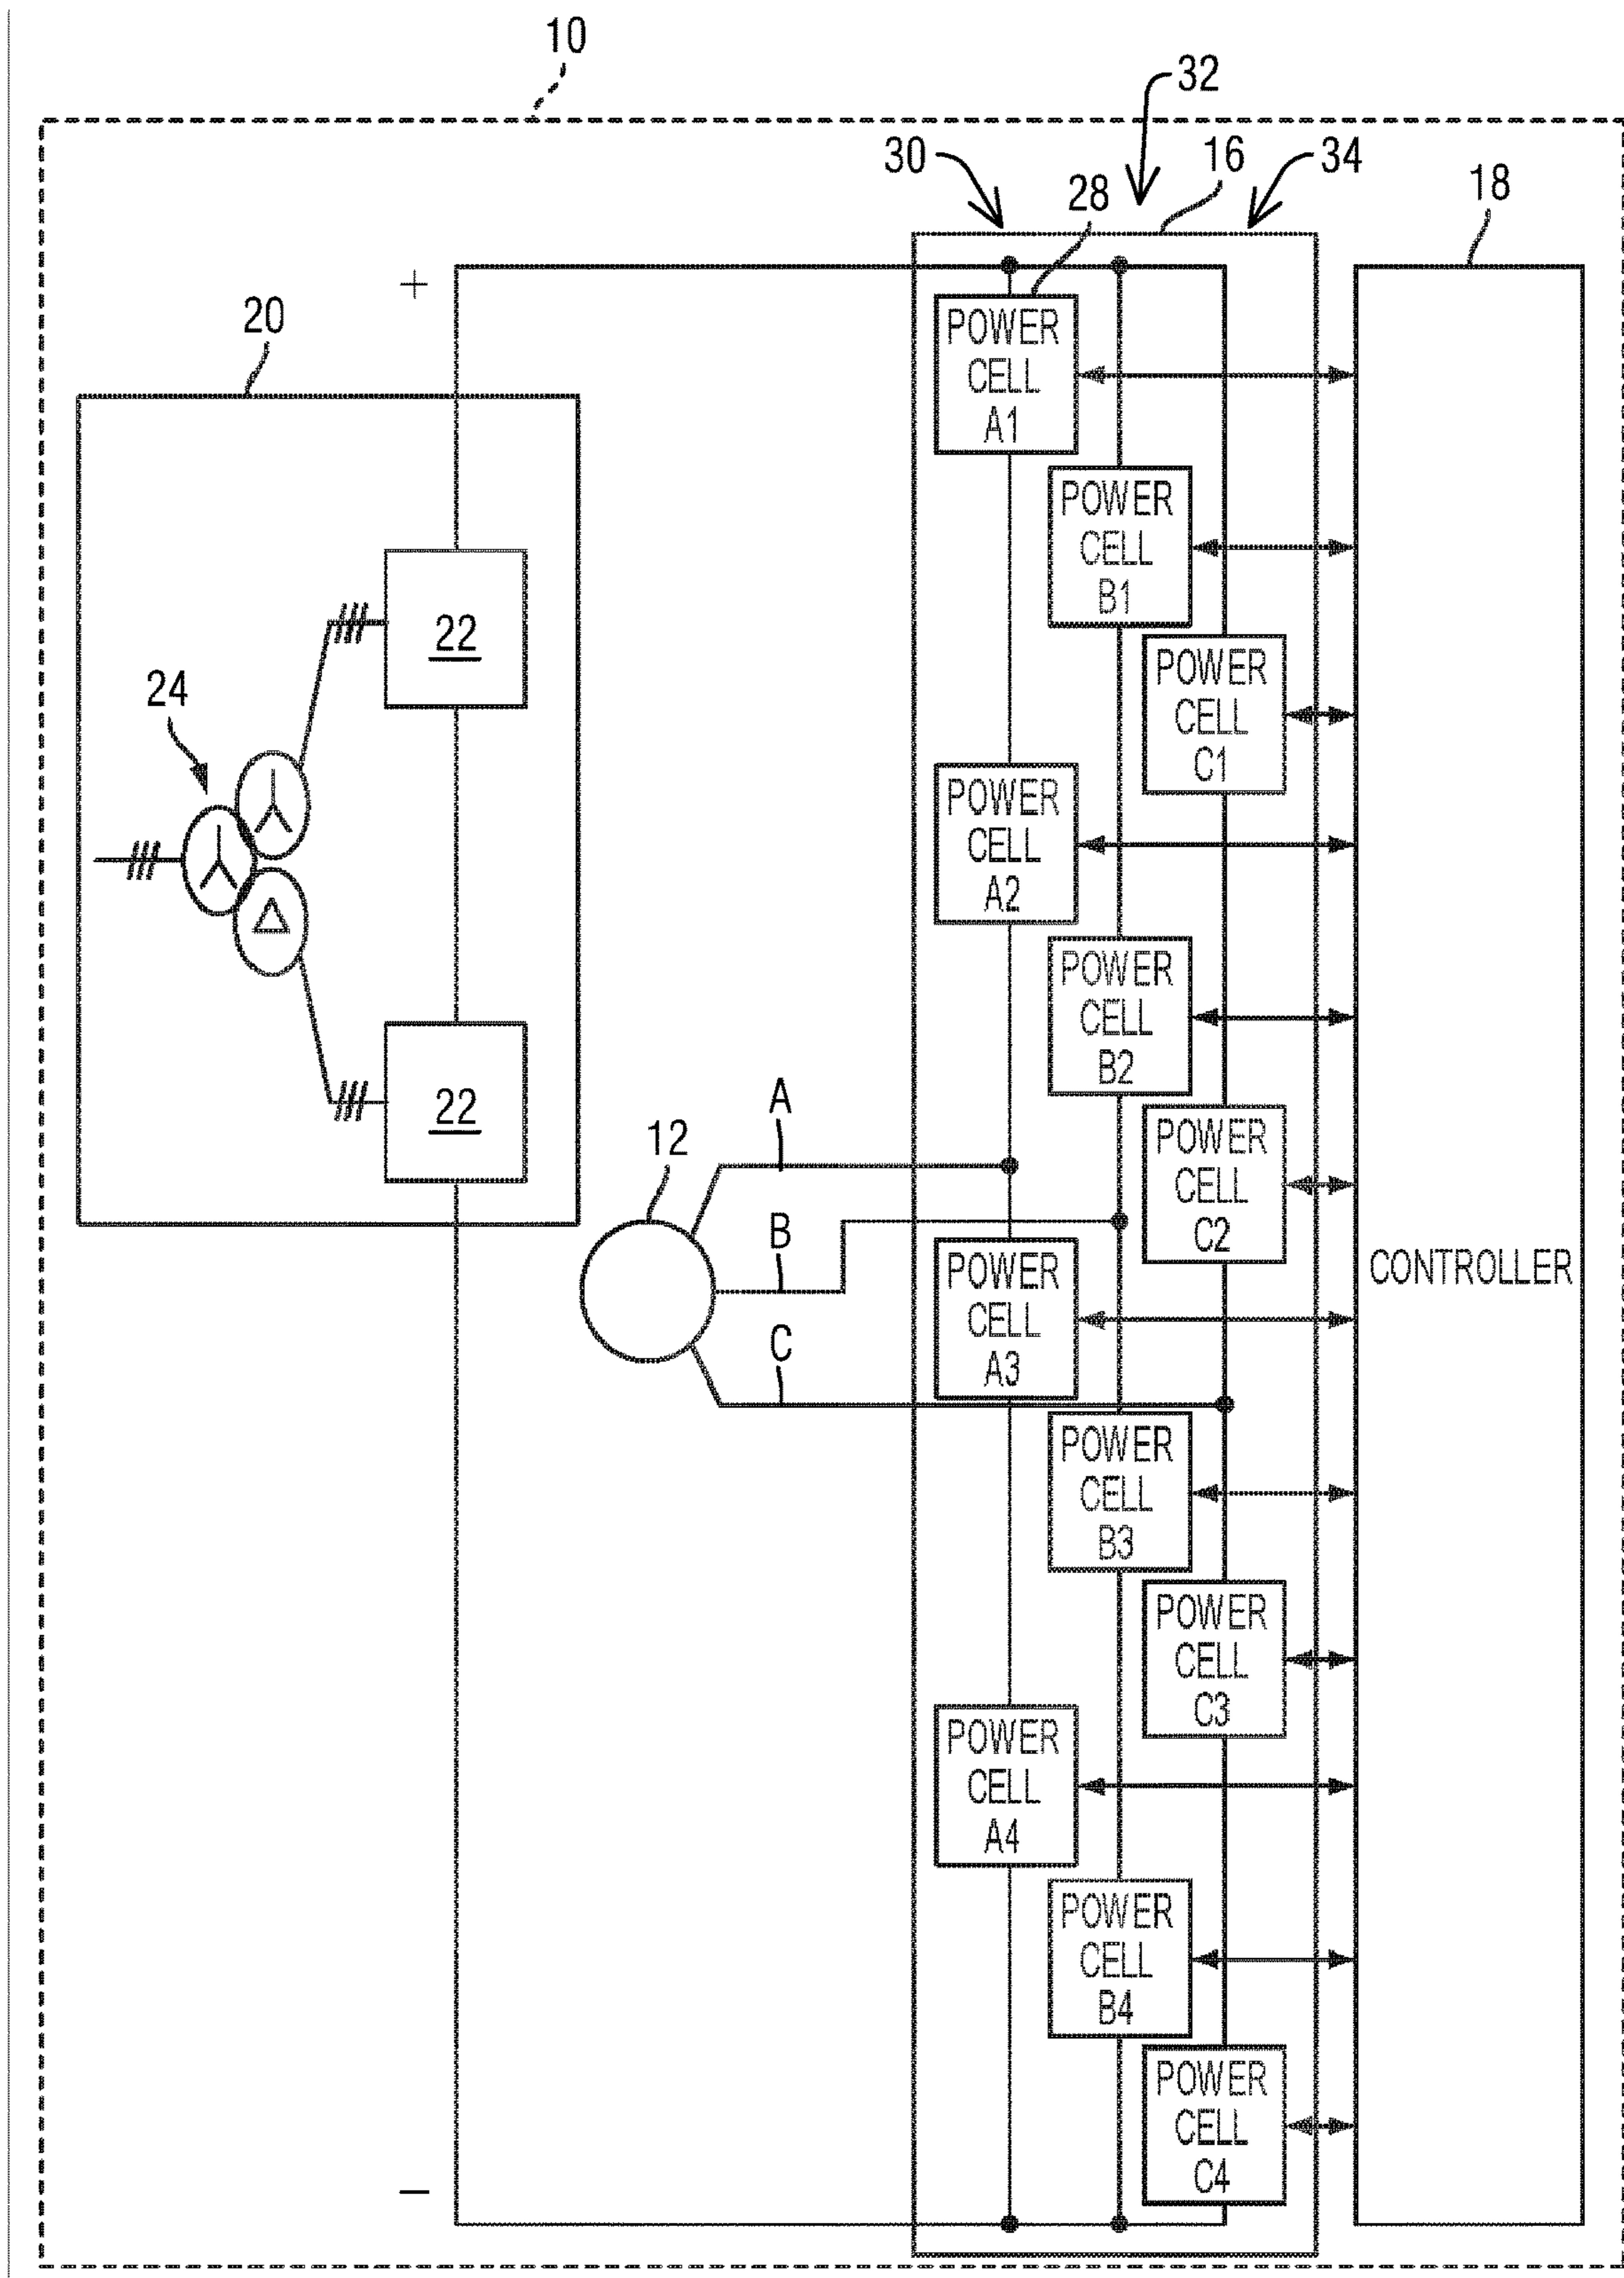 10
32
30
16
34
28
18
+
20
POWER
CELL
A1
POWER
CELL
B1
22
POWER
CELL
C1
24
POWER
CELL
A2
POWER
CELL
B2
22
A
12
POWER
CELL
C2
B
CONTROLLER
POWER
CELL
A3
C
POWER
CELL
B3
POWER
CELL
C3
POWER
CELL
A4
POWER
CELL
B4
POWER
CELL
C4
−